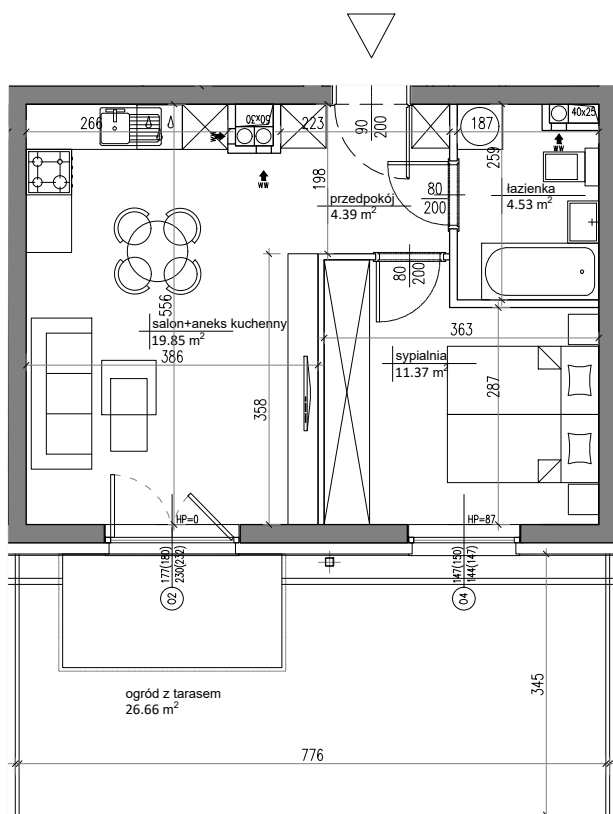 266
50x30
WW
WW
223
90
200
187
40x25
WW
259
198
przedpokój
4.39 m²
80
200
łazienka
4.53 m²
80
200
556
salon+aneks kuchenny
19.85 m²
386
363
sypialnia
11.37 m²
287
358
HP=0
HP=87
177(180)
230(232)
02
147(150)
144(147)
04
ogród z tarasem
26.66 m²
345
776